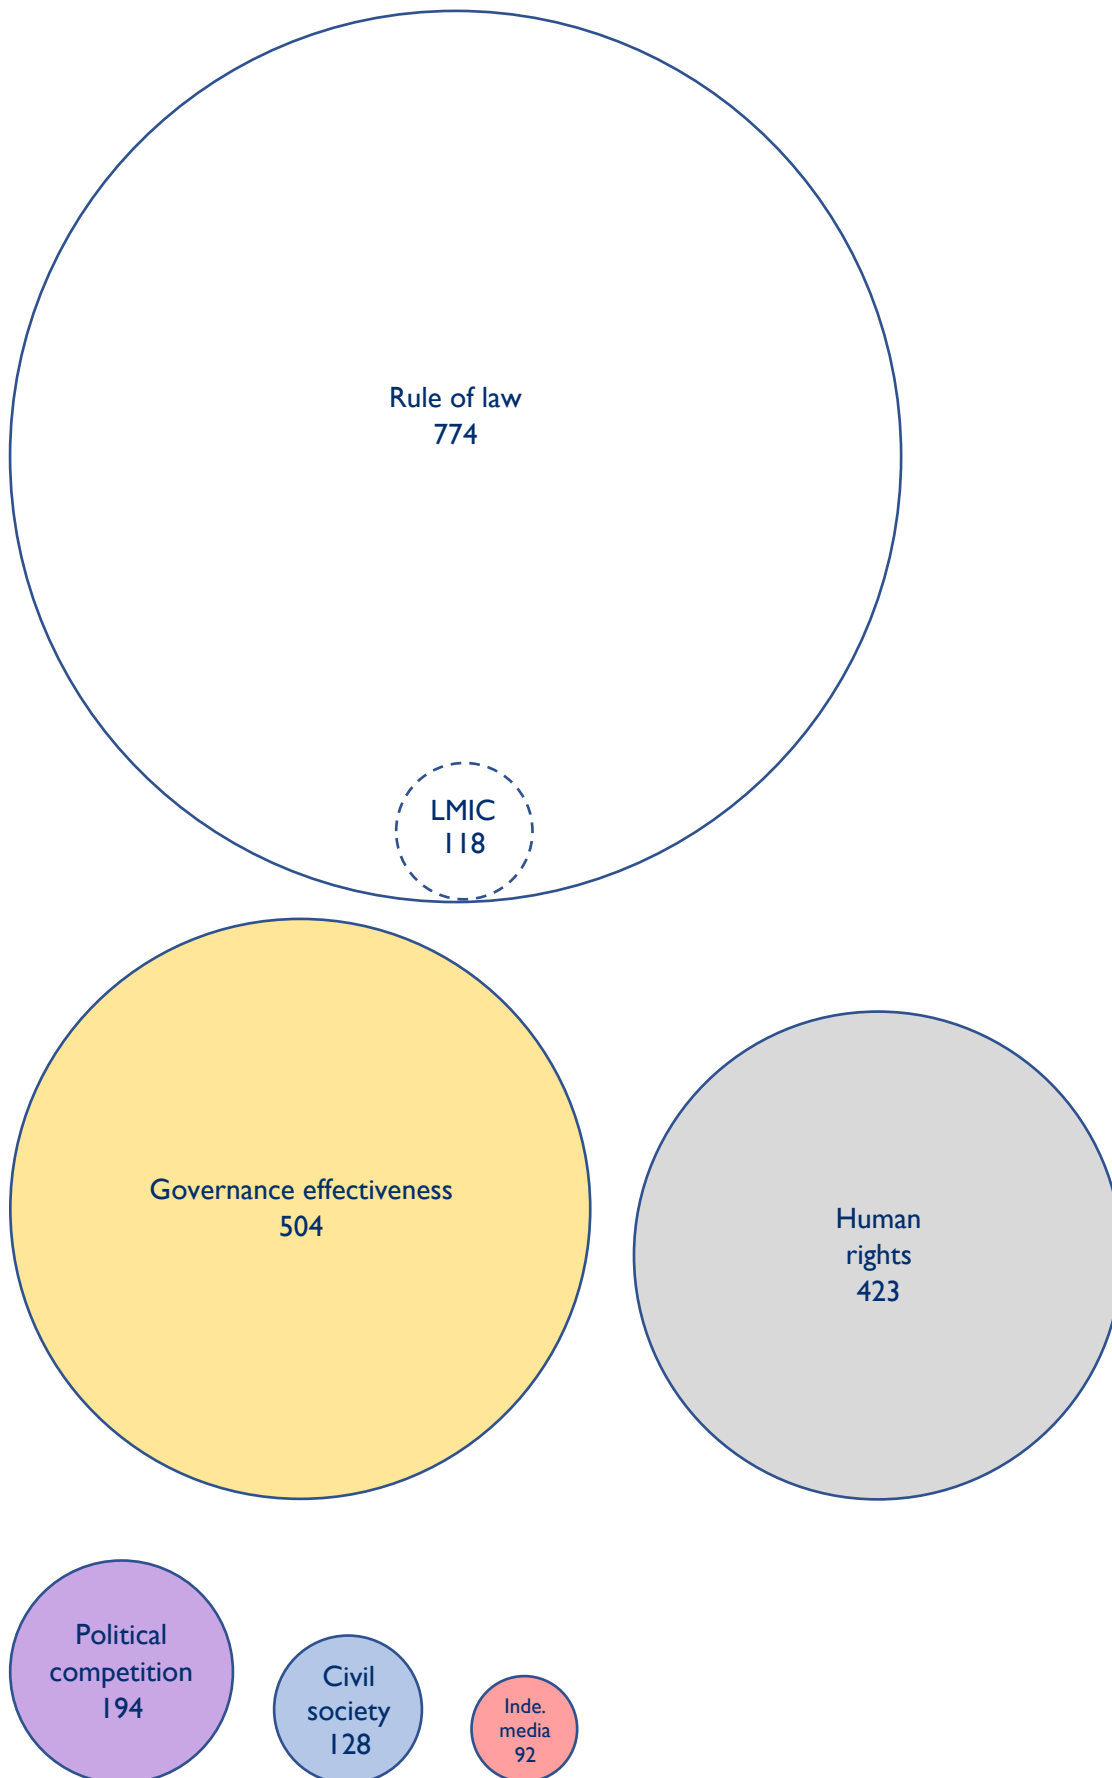 Rule of law
774
LMIC
118
Governance effectiveness
504
Human
rights
423
Political
competition
194
Civil
society
128
Inde.
media
92